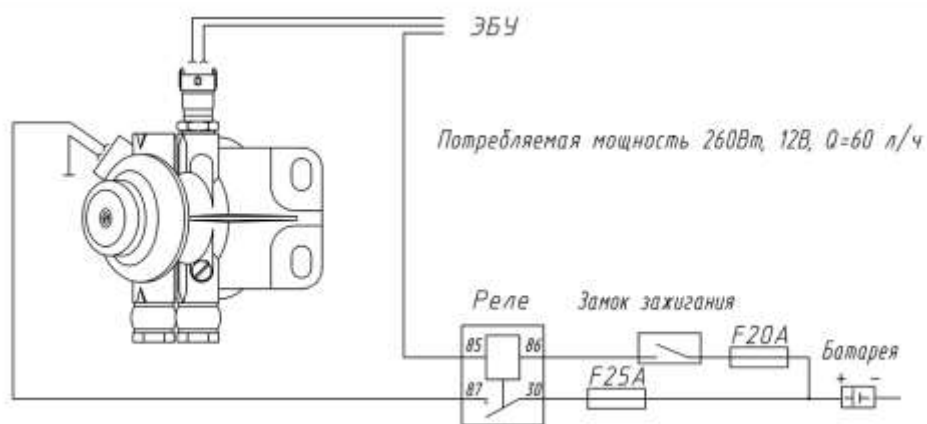 ЭБУ
Потребляемая мощность 260Вт, 12В, Q=60 л/ч
Реле
Замок зажигания
85 86
F20A
Батарея
+ -
87 30
F25A